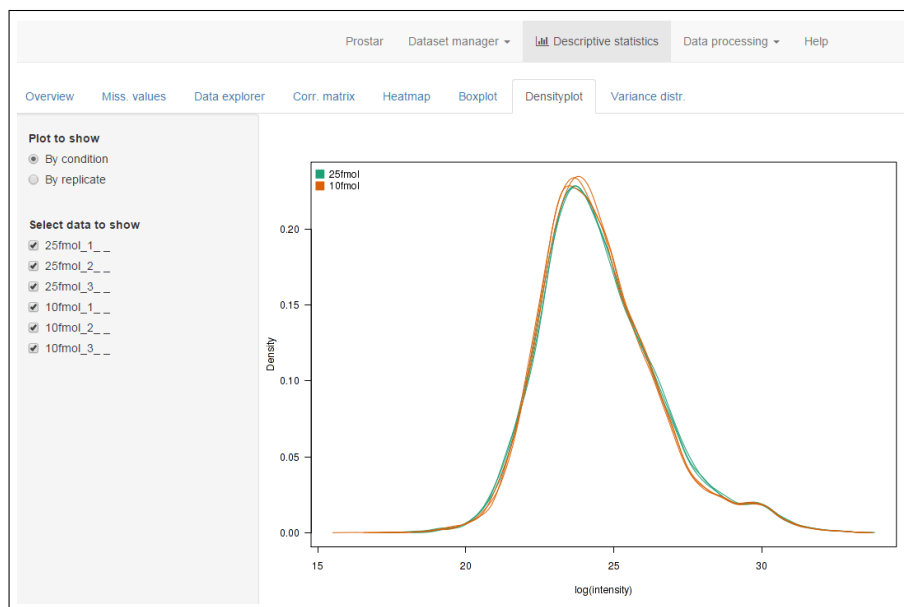 Prostar Dataset manager Descriptive statistics Data processing Help
Overview Miss. values Data explorer Corr. matrix Heatmap Boxplot Densityplot Variance distr.
Plot to show
By condition
By replicate
Select data to show
25fmol_1_ _
25fmol_2_ _
25fmol_3_ _
10fmol_1_ _
10fmol_2_ _
10fmol_3_ _
25fmol
10fmol
0.20
0.15
0.10
0.05
0.00
Density
15 20 25 30
log(intensity)